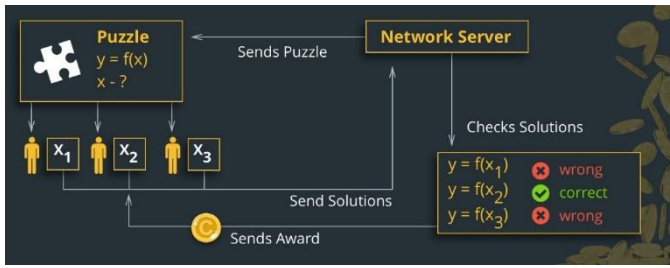 Puzzle
y = f(x)
x - ?
Sends Puzzle
Network Server
Checks Solutions
X₁
X₂
X₃
y = f(x₁) wrong
y = f(x₂) correct
y = f(x₃) wrong
Send Solutions
C
Sends Award